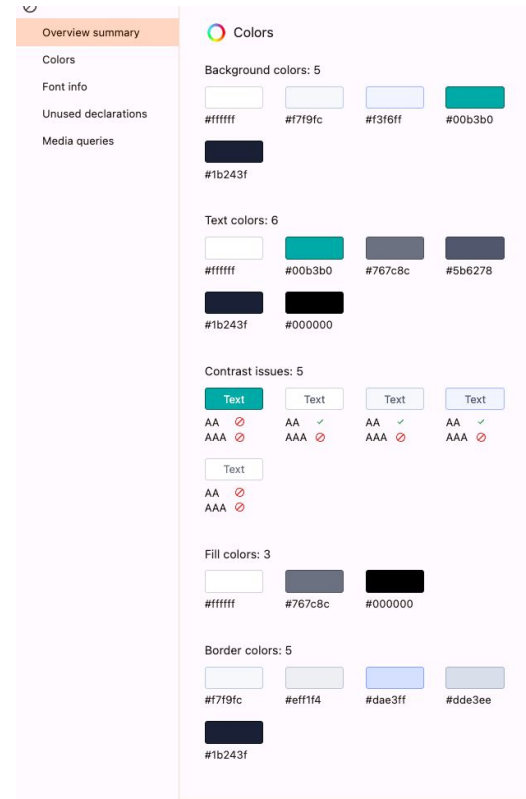 Overview summary
Colors
Font info
Unused declarations
Media queries
Colors
Background colors: 5
#ffffff #f7f9fc #f3f6ff #00b3b0
#1b243f
Text colors: 6
#ffffff #00b3b0 #767c8c #5b6278
#1b243f #000000
Contrast issues: 5
Text Text Text Text
AA AA AA AA
AAA AAA AAA AAA
Text
AA
AAA
Fill colors: 3
#ffffff #767c8c #000000
Border colors: 5
#f7f9fc #eff1f4 #dae3ff #dde3ee
#1b243f